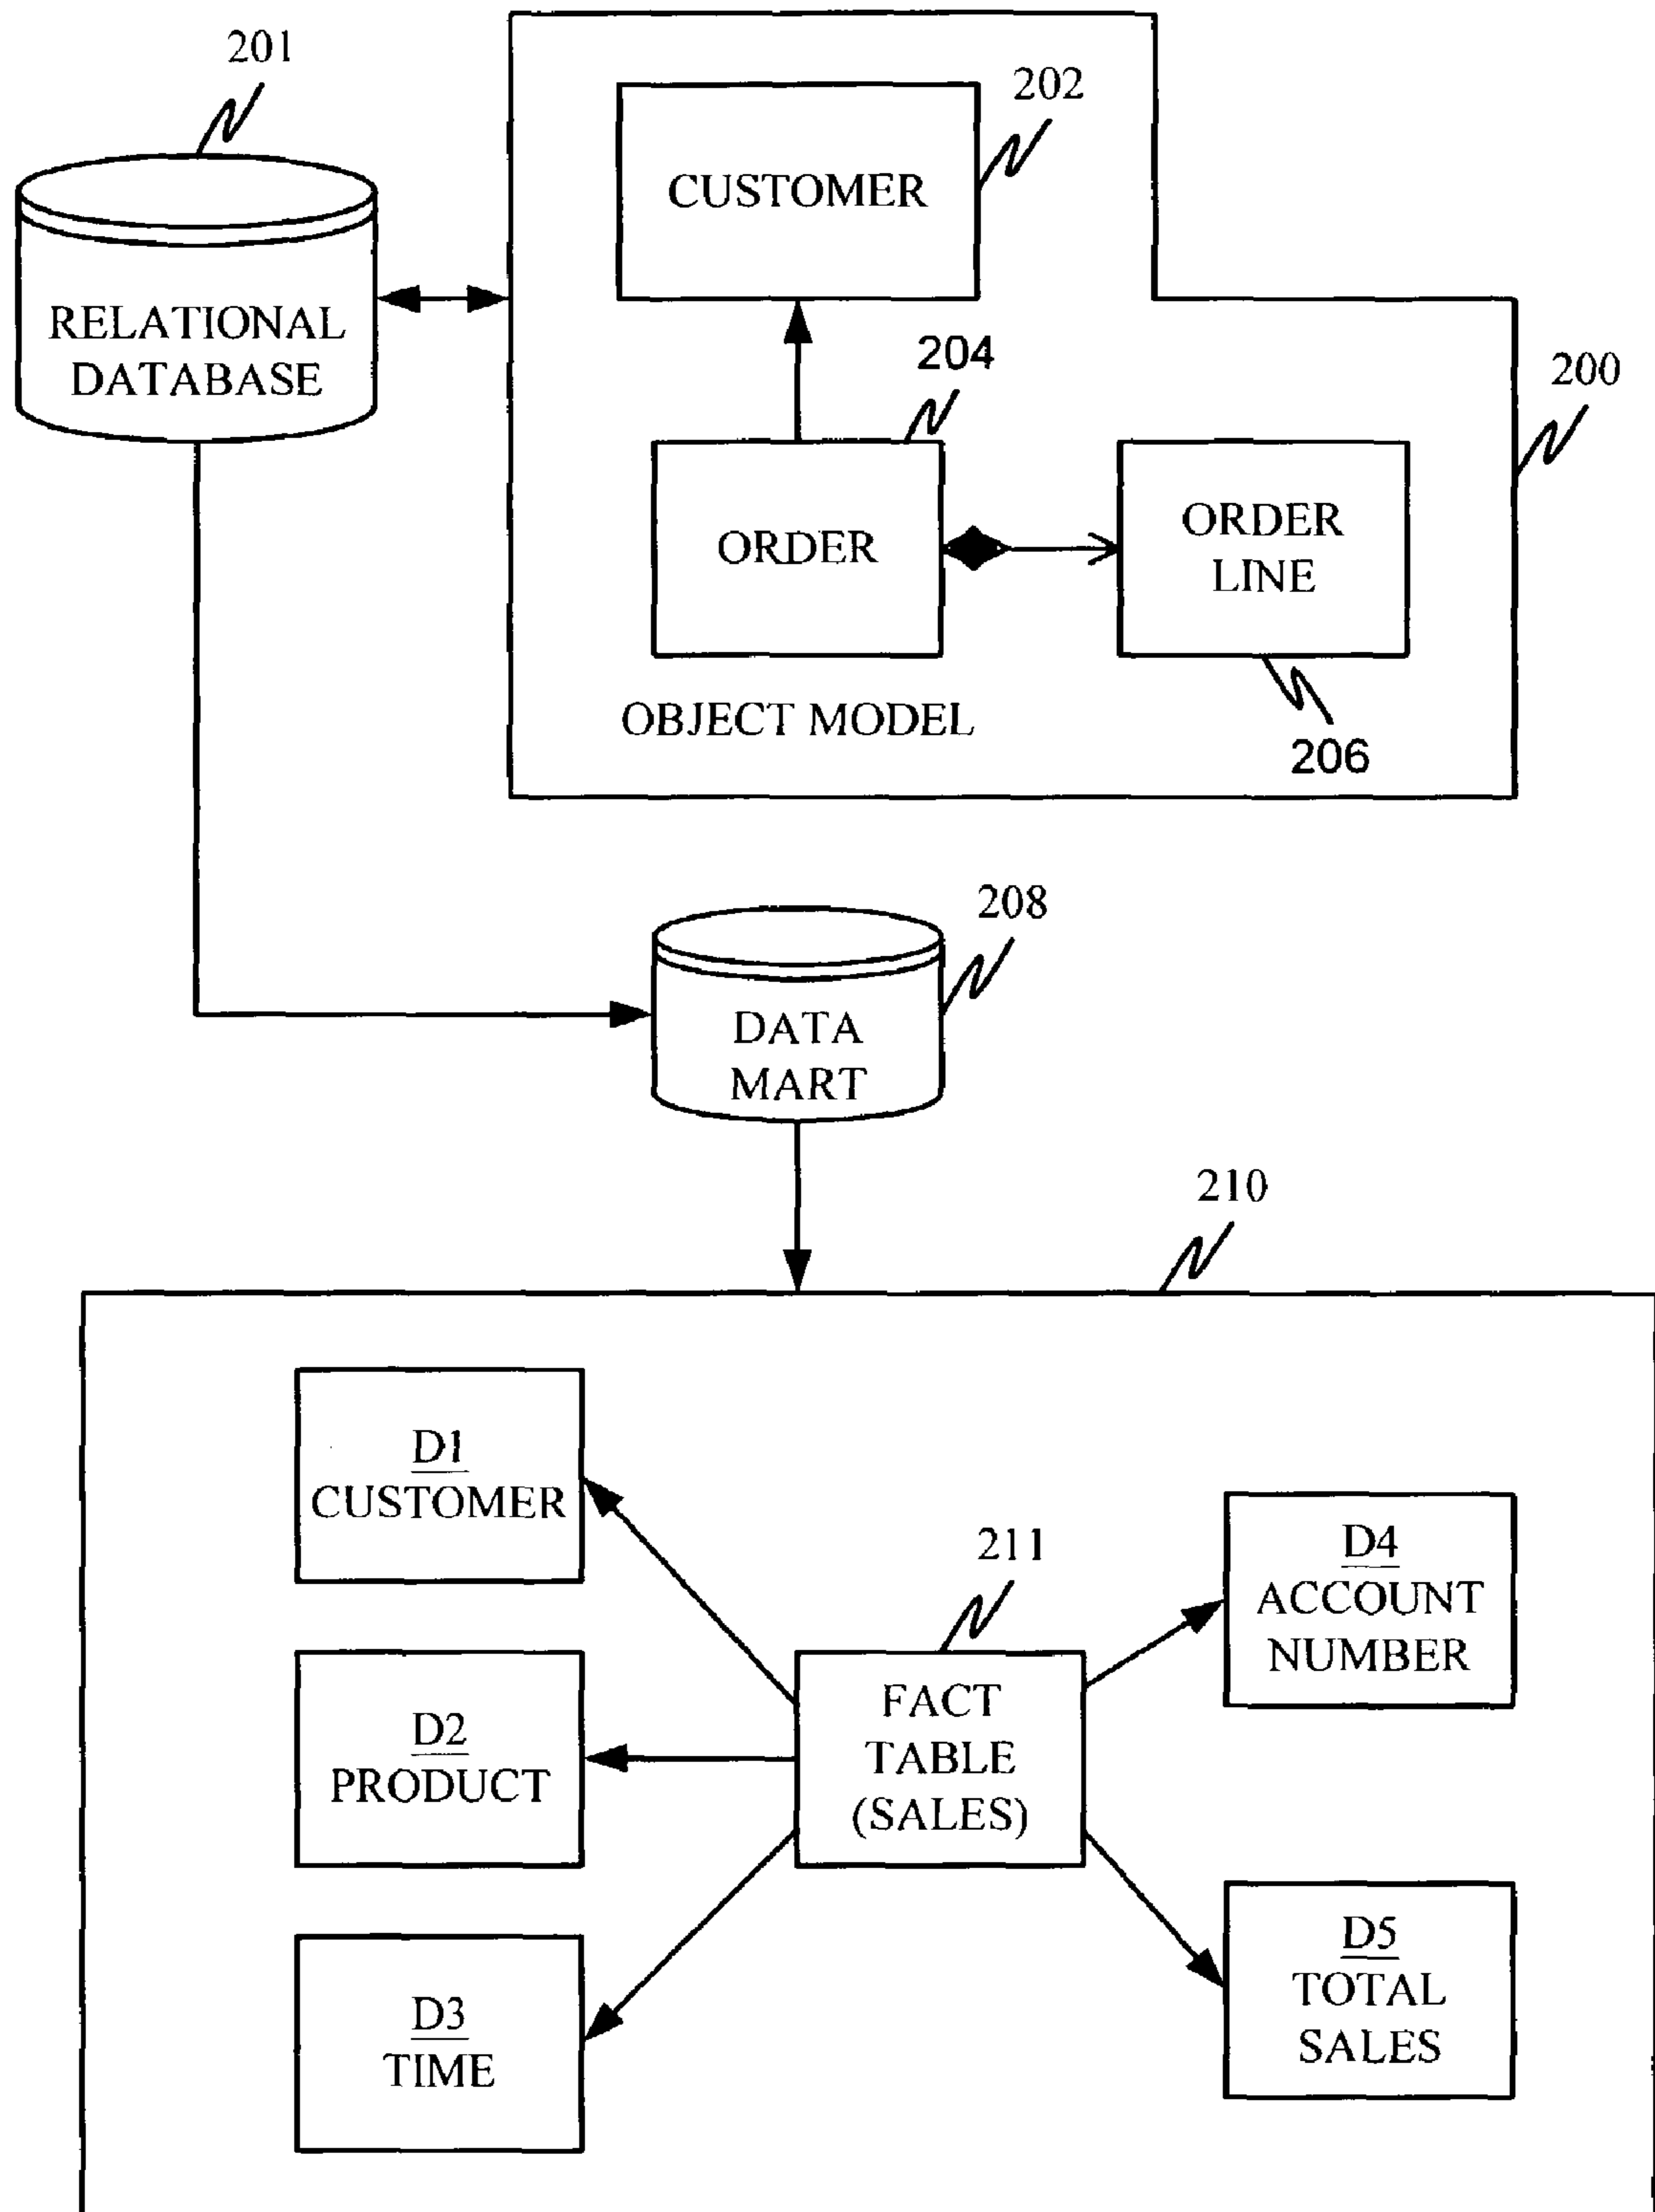 201
202
CUSTOMER
RELATIONAL
DATABASE
204
200
ORDER
ORDER
LINE
OBJECT MODEL
206
208
DATA
MART
210
D1
CUSTOMER
211
D4
ACCOUNT
NUMBER
D2
PRODUCT
FACT
TABLE
(SALES)
D3
TIME
D5
TOTAL
SALES